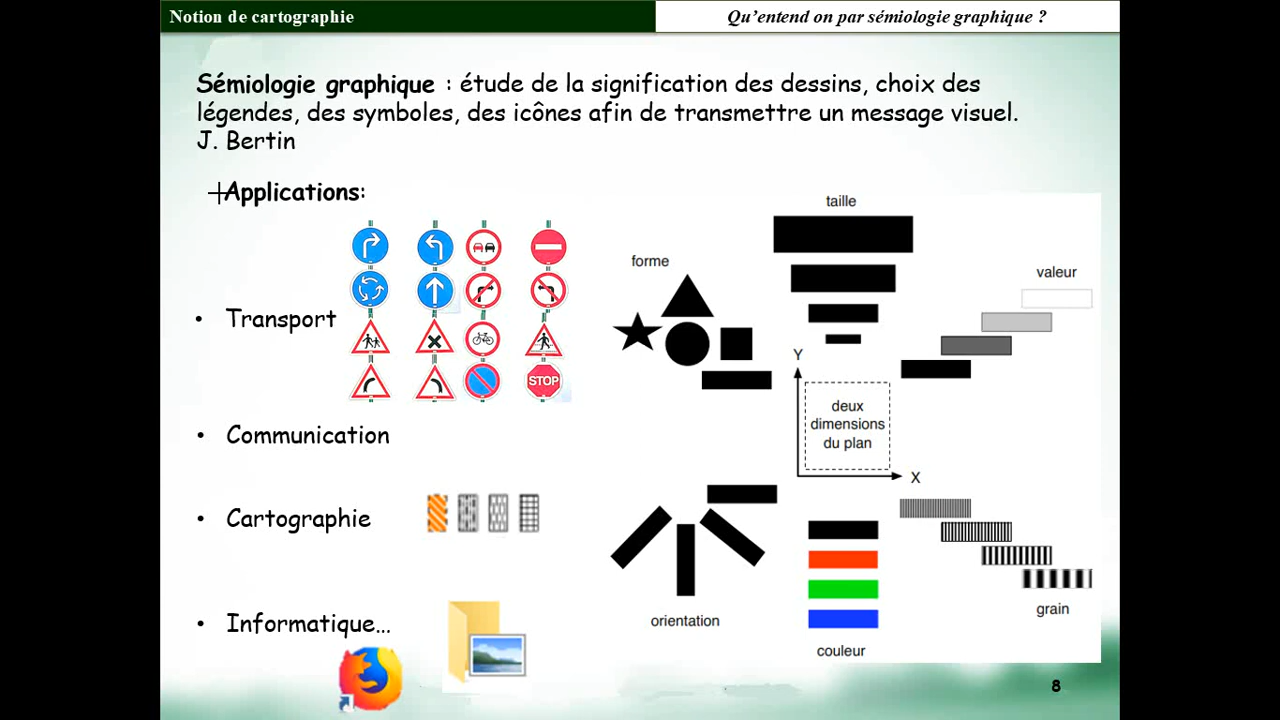 Notion de cartographie
Qu'entend on par sémiologie graphique ?
Sémiologie graphique : étude de la signification des dessins, choix des
légendes, des symboles, des icônes afin de transmettre un message visuel.
J. Bertin
Applications:
• Transport
STOP
• Communication
• Cartographie
• Informatique...
taille
forme
valeur
Y
deux
dimensions
du plan
X
orientation
couleur
grain
8